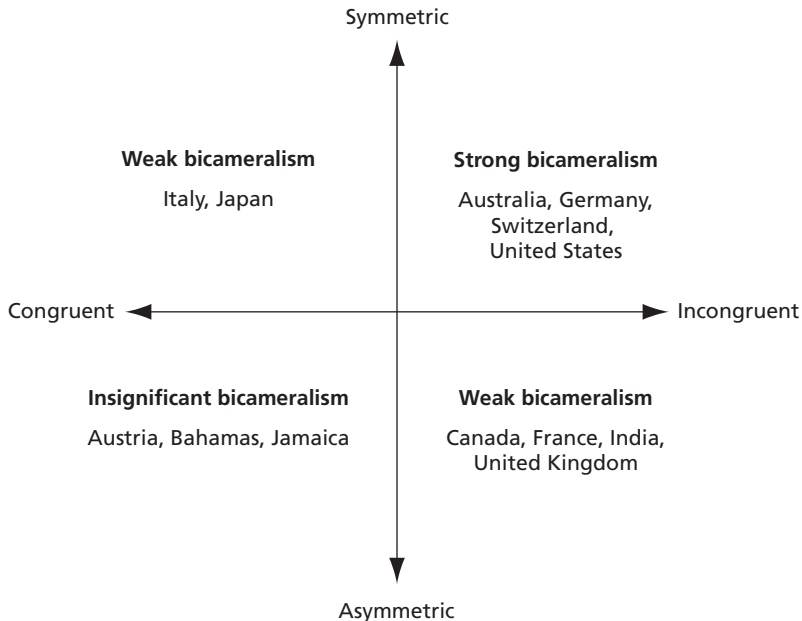 Symmetric
Weak bicameralism
Italy, Japan
Strong bicameralism
Australia, Germany,
Switzerland,
United States
Congruent
Incongruent
Insignificant bicameralism
Austria, Bahamas, Jamaica
Weak bicameralism
Canada, France, India,
United Kingdom
Asymmetric